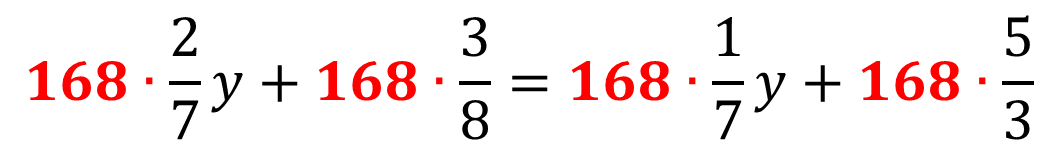 168 · 2/7 y + 168 · 3/8 = 168 · 1/7 y + 168 · 5/3